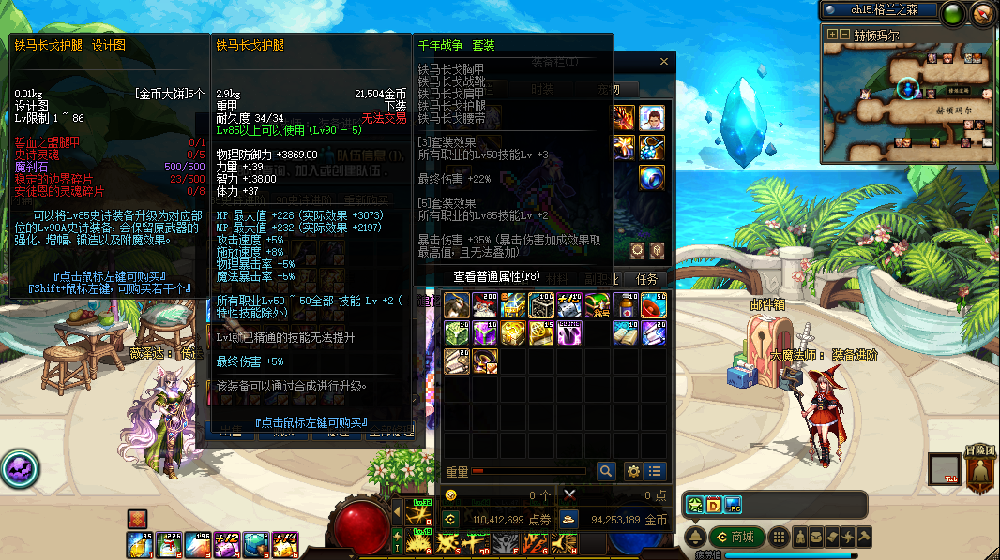 铁马长戈护腿 设计图
0.01kg
[金币大饼]5个
设计图
Lv限制 1 ~ 86
誓血之盟腿甲 0/1
史诗灵魂 0/5
魔刹石 500/500
稳定的边界碎片 23/500
安徒恩的灵魂碎片 0/8
可以将Lv85史诗装备升级为对应部
位的Lv90A史诗装备, 会保留原武器的
强化、增幅、锻造以及附魔效果。
『点击鼠标左键可购买』
『Shift+鼠标左键, 可购买若干个』
铁马长戈护腿
2.9kg 21,504金币
重甲 下装
耐久度 34/34 无法交易
Lv85以上可以使用 (Lv90 - 5)
物理防御力 +3869.00
力量 +139
智力 +138.00
体力 +37
HP 最大值 +228 (实际效果 +3073)
MP 最大值 +232 (实际效果 +2197)
攻击速度 +5%
施放速度 +8%
物理暴击率 +5%
魔法暴击率 +5%
所有职业Lv50 ~ 50全部 技能 Lv +2 (
特性技能除外)
最终伤害 +5%
该装备可以通过合成进行升级。
『点击鼠标左键可购买』
千年战争 套装
铁马长戈胸甲
铁马长戈战靴
铁马长戈肩甲
铁马长戈护腿
铁马长戈腰带
[3]套装效果
所有职业的Lv50技能Lv +3
最终伤害 +22%
[5]套装效果
所有职业的Lv85技能Lv +2
暴击伤害 +35% (暴击伤害加成效果取
最高值, 且无法叠加)
查看普通属性(F8)
装备栏(I)
时装
宠物
副职业
任务
重量
0 个
0 点
110,412,699 点券
94,253,189 金币
ch15.格兰之森
赫顿玛尔
赫顿玛尔
邮件箱
大魔法师： 装备进阶
薇泽达： 传送
出售
购买
修理
全部修理
冒险团
Tab
商城
疲劳值